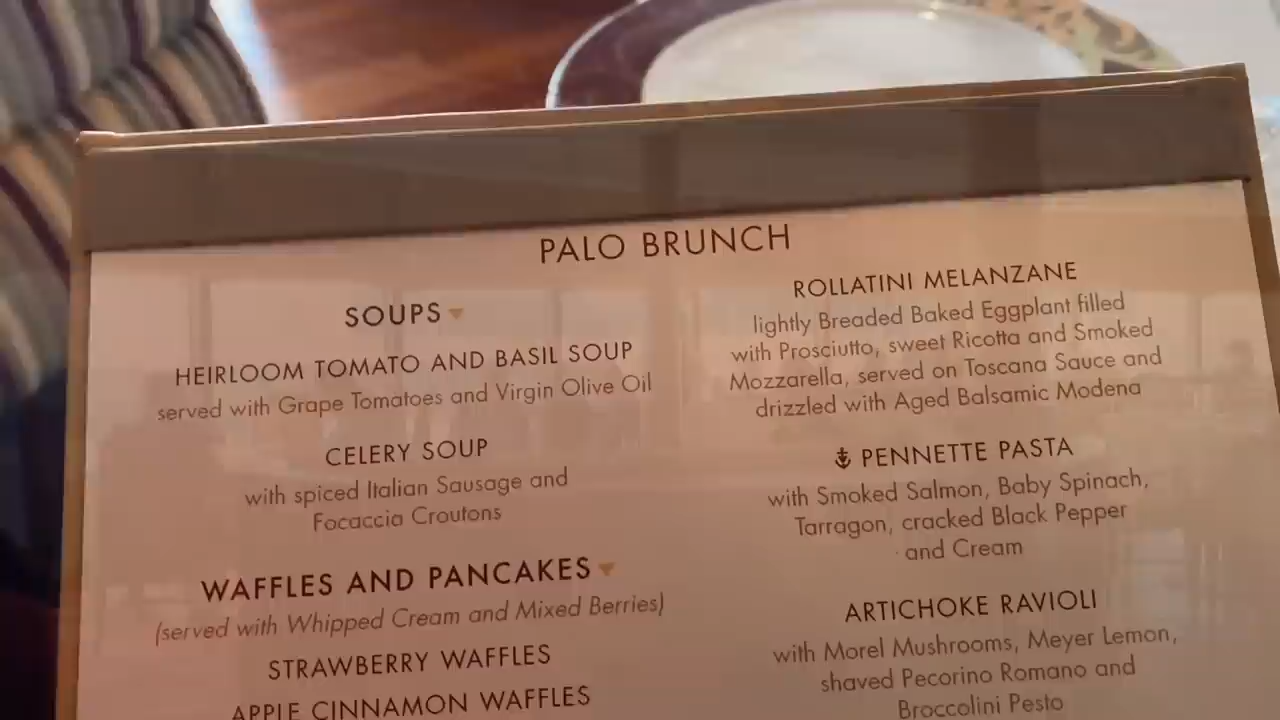 PALO BRUNCH
SOUPS
HEIRLOOM TOMATO AND BASIL SOUP
served with Grape Tomatoes and Virgin Olive Oil
CELERY SOUP
with spiced Italian Sausage and
Focaccia Croutons
WAFFLES AND PANCAKES
(served with Whipped Cream and Mixed Berries)
STRAWBERRY WAFFLES
APPLE CINNAMON WAFFLES
ROLLATINI MELANZANE
lightly Breaded Baked Eggplant filled
with Prosciutto, sweet Ricotta and Smoked
Mozzarella, served on Toscana Sauce and
drizzled with Aged Balsamic Modena
PENNETTE PASTA
with Smoked Salmon, Baby Spinach,
Tarragon, cracked Black Pepper
and Cream
ARTICHOKE RAVIOLI
with Morel Mushrooms, Meyer Lemon,
shaved Pecorino Romano and
Broccolini Pesto